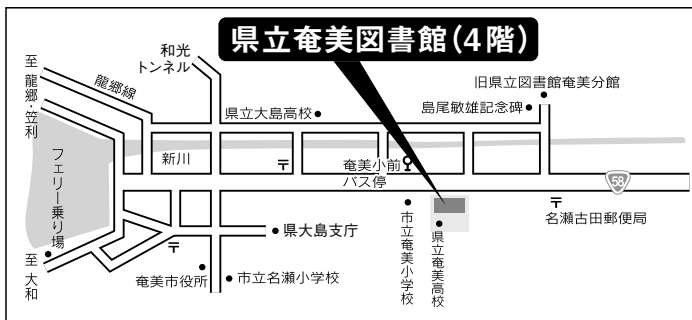 県立奄美図書館(4階)
和光
トンネル
至 龍郷・笠利
龍郷線
旧県立図書館奄美分館
県立大島高校
島尾敏雄記念碑
新川
〒
奄美小前
バス停
58
フェリー乗り場
〒
名瀬古田郵便局
県大島支庁
市立奄美小学校
県立奄美高校
〒
至 大和
奄美市役所
市立名瀬小学校